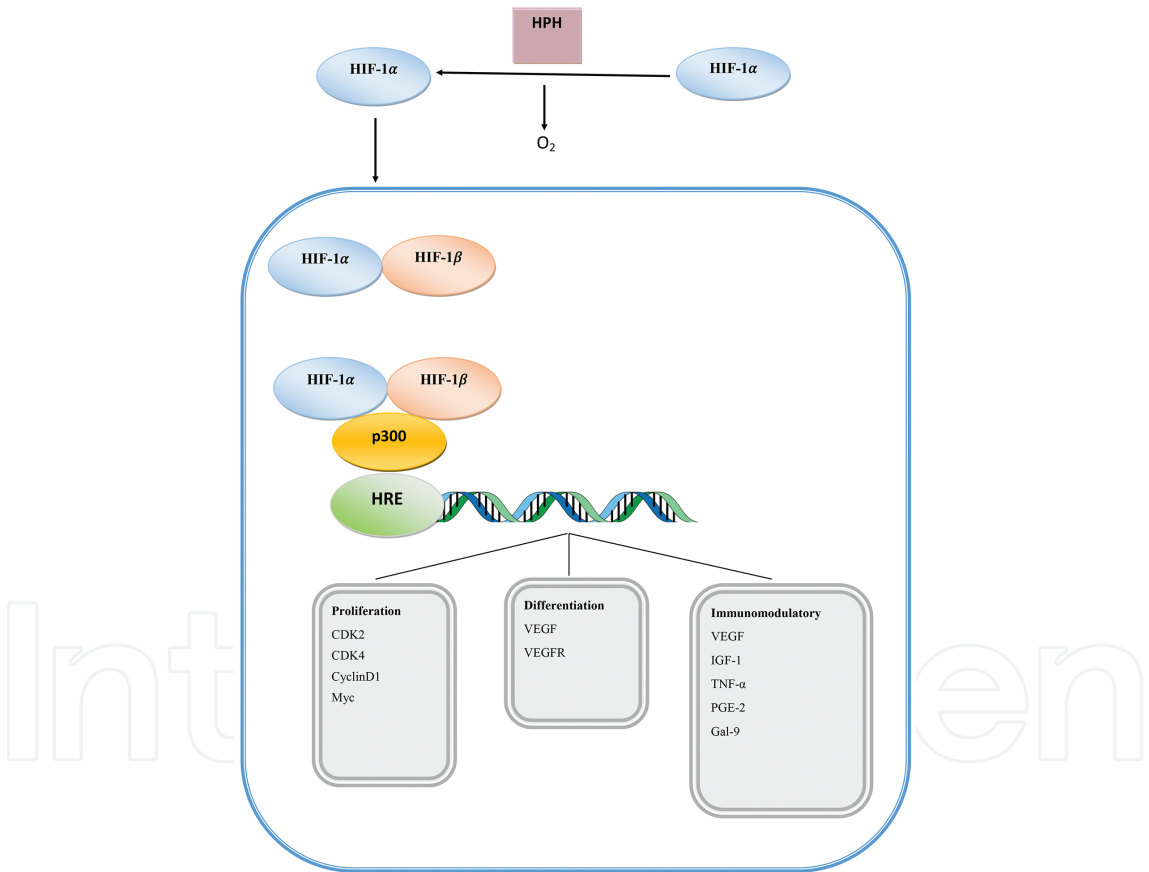 HPH
HIF-1α
HIF-1α
O₂
HIF-1α
HIF-1β
HIF-1α
HIF-1β
p300
HRE
Proliferation
CDK2
CDK4
CyclinD1
Myc
Differentiation
VEGF
VEGFR
Immunomodulatory
VEGF
IGF-1
TNF-α
PGE-2
Gal-9